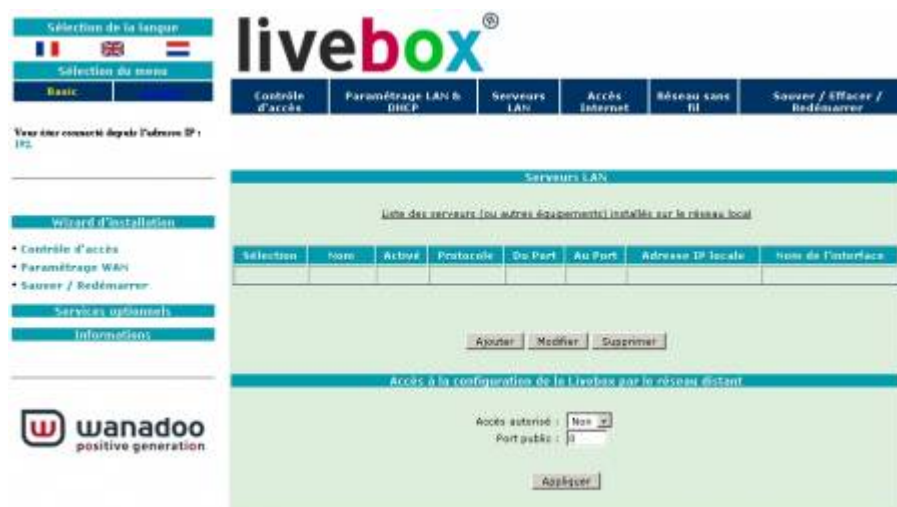 Sélection de la langue
Sélection du menu
Basic
Vous êtes connecté depuis l'adresse IP :
192.
Wizard d'installation
• Contrôle d'accès
• Paramétrage WAN
• Sauver / Redémarrer
Services optionnels
Informations
wanadoo
positive generation
livebox®
Contrôle d'accès
Paramétrage LAN & DHCP
Serveurs LAN
Accès Internet
Réseau sans fil
Sauver / Effacer / Redémarrer
Serveurs LAN
Liste des serveurs (ou autres équipements) installés sur le réseau local
Sélection Nom Activé Protocole Du Port Au Port Adresse IP locale Nom de l'interface
Ajouter Modifier Supprimer
Accès à la configuration de la Livebox par le réseau distant
Accès autorisé : Non
Port public : 0
Appliquer